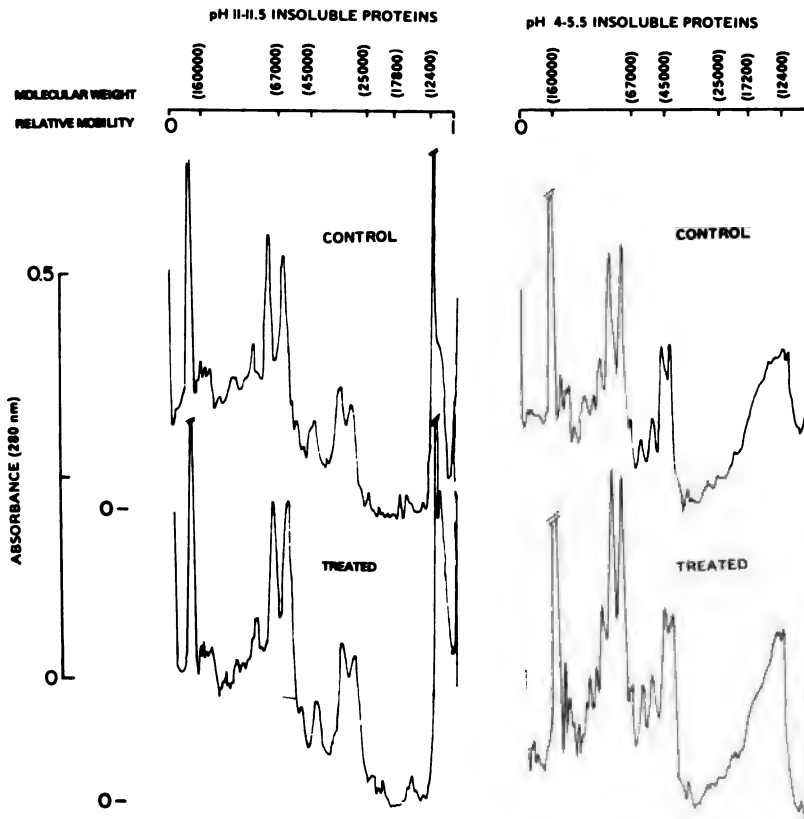 pH 11-11.5 INSOLUBLE PROTEINS
pH 4-5.5 INSOLUBLE PROTEINS
MOLECULAR WEIGHT
(160000)
(67000)
(45000)
(25000)
(17800)
(12400)
(160000)
(67000)
(45000)
(25000)
(17200)
(12400)
RELATIVE MOBILITY
0
1
0
CONTROL
CONTROL
0.5
ABSORBANCE (280 nm)
0-
TREATED
TREATED
0
0-